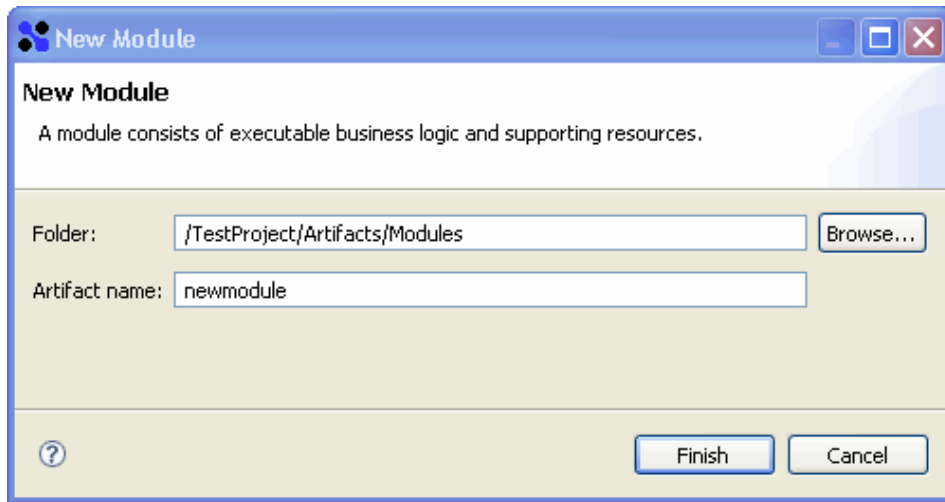 New Module
New Module
A module consists of executable business logic and supporting resources.
Folder: /TestProject/Artifacts/Modules Browse...
Artifact name: newmodule
? Finish Cancel